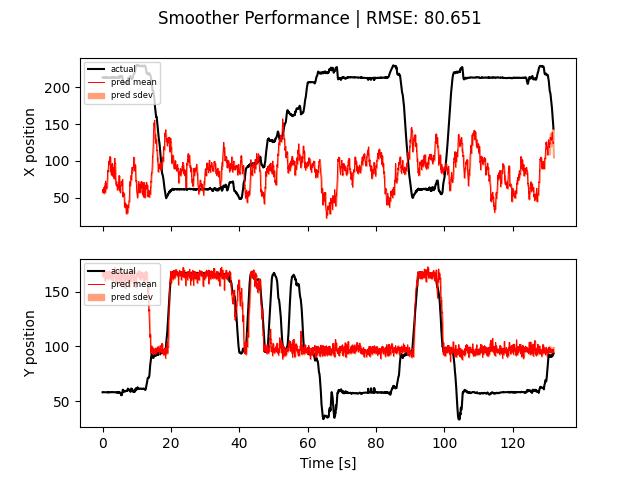 Smoother Performance | RMSE: 80.651
X position
200
150
100
50
actual
pred mean
pred sdev
Y position
150
100
50
actual
pred mean
pred sdev
0 20 40 60 80 100 120
Time [s]